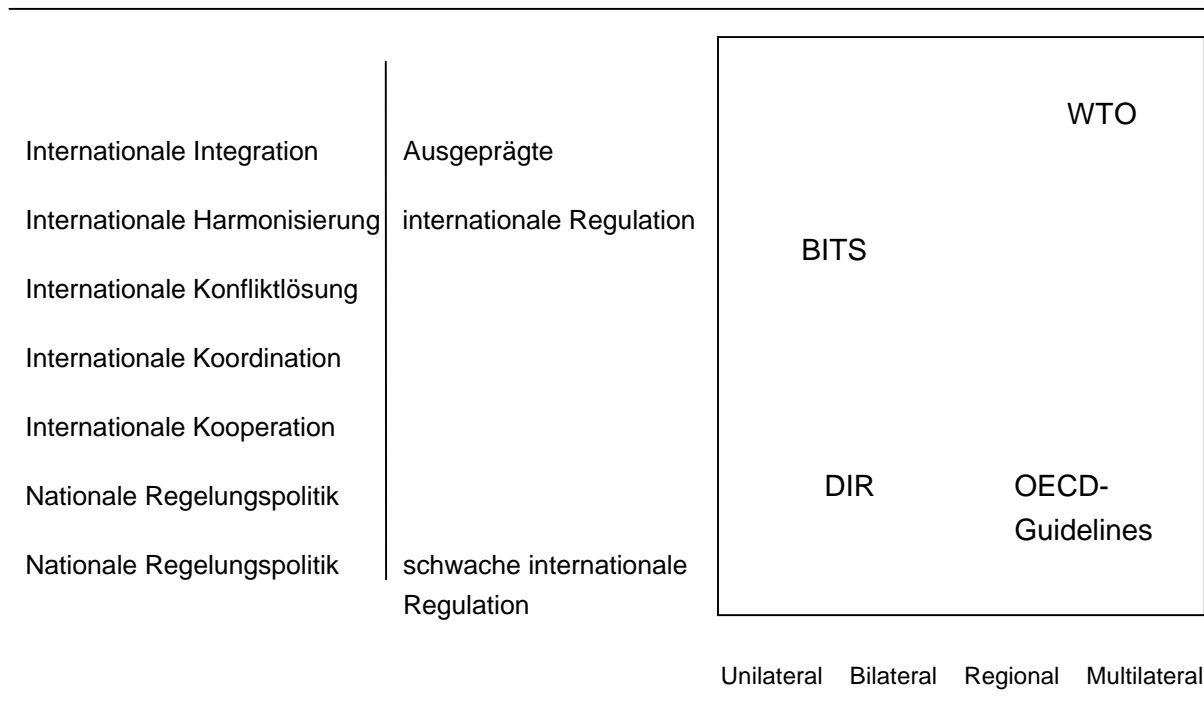 WTO
Internationale Integration Ausgeprägte
Internationale Harmonisierung internationale Regulation
BITS
Internationale Konfliktlösung
Internationale Koordination
Internationale Kooperation
Nationale Regelungspolitik DIR OECD-
Guidelines
Nationale Regelungspolitik schwache internationale
Regulation
Unilateral Bilateral Regional Multilateral